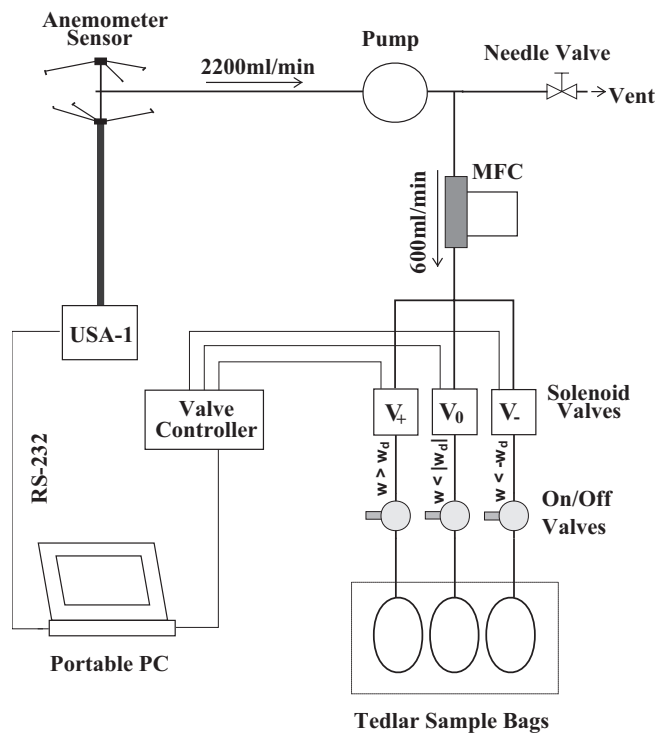 Anemometer
Sensor
Pump
Needle Valve
2200ml/min
Vent
MFC
600ml/min
USA-1
Valve
Controller
V+
V0
V-
Solenoid
Valves
w > wd
w < |wd|
w < -wd
RS-232
On/Off
Valves
Portable PC
Tedlar Sample Bags